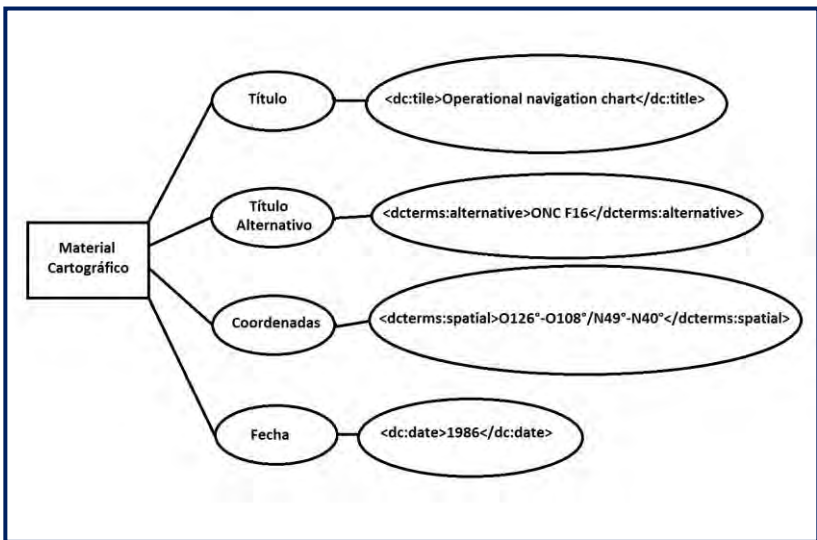 Título
<dc:tile>Operational navigation chart</dc:title>
Título
Alternativo
<dcterms:alternative>ONC F16</dcterms:alternative>
Material
Cartográfico
Coordenadas
<dcterms:spatial>O126°-O108°/N49°-N40°</dcterms:spatial>
Fecha
<dc:date>1986</dc:date>